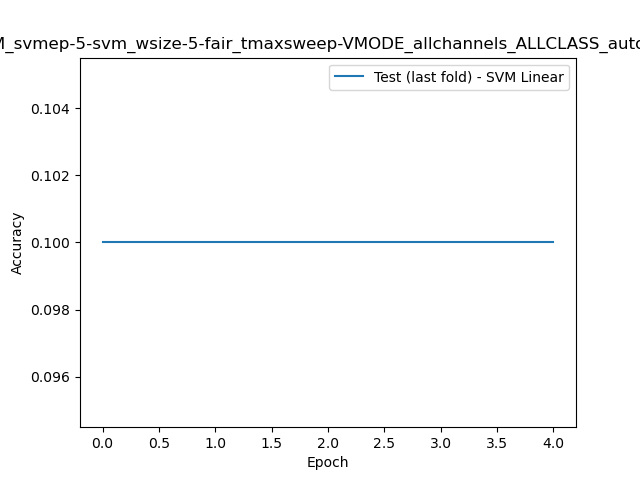 _svmep-5-svm_wsize-5-fair_tmaxsweep-VMODE_allchannels_ALLCLASS_aut
Test (last fold) - SVM Linear
0.104
0.102
0.100
0.098
0.096
Accuracy
0.0 0.5 1.0 1.5 2.0 2.5 3.0 3.5 4.0
Epoch